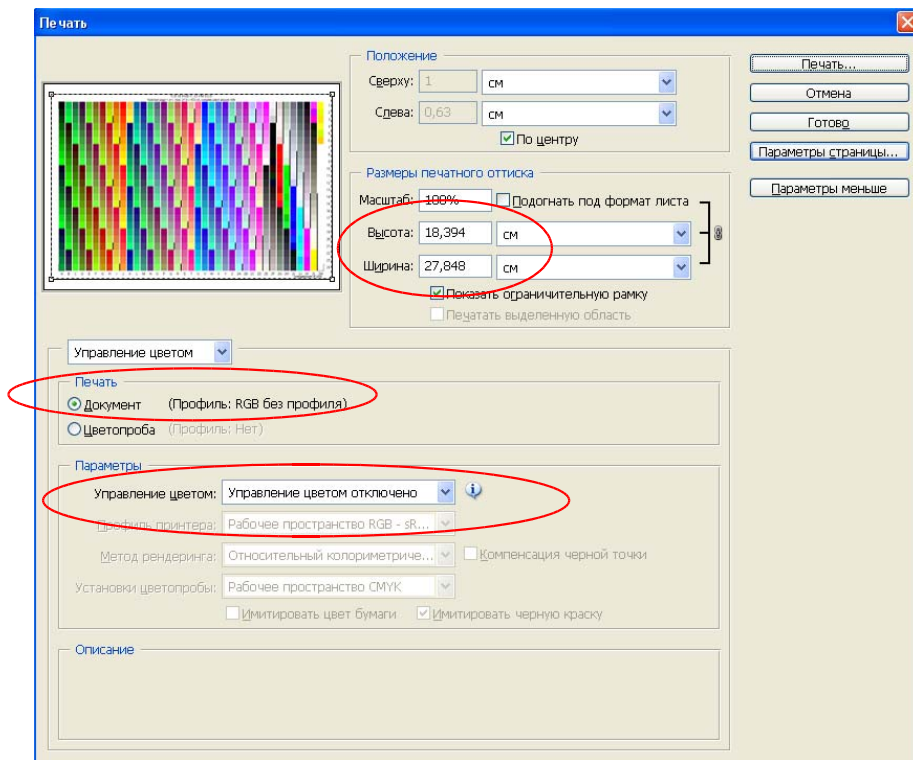 Печать
Положение
Сверху: 1 см
Слева: 0,63 см
По центру
Печать...
Отмена
Готово
Параметры страницы...
Параметры меньше
Размеры печатного оттиска
Масштаб: 100% Подогнать под формат листа
Высота: 18,394 см
Ширина: 27,848 см
Показать ограничительную рамку
Печатать выделенную область
Управление цветом
Печать
Документ (Профиль: RGB без профиля)
Цветопроба (Профиль: Нет)
Параметры
Управление цветом: Управление цветом отключено
Профиль принтера: Рабочее пространство RGB - sR...
Метод рендеринга: Относительный колориметриче... Компенсация черной точки
Установки цветопробы: Рабочее пространство CMYK
Имитировать цвет бумаги Имитировать черную краску
Описание